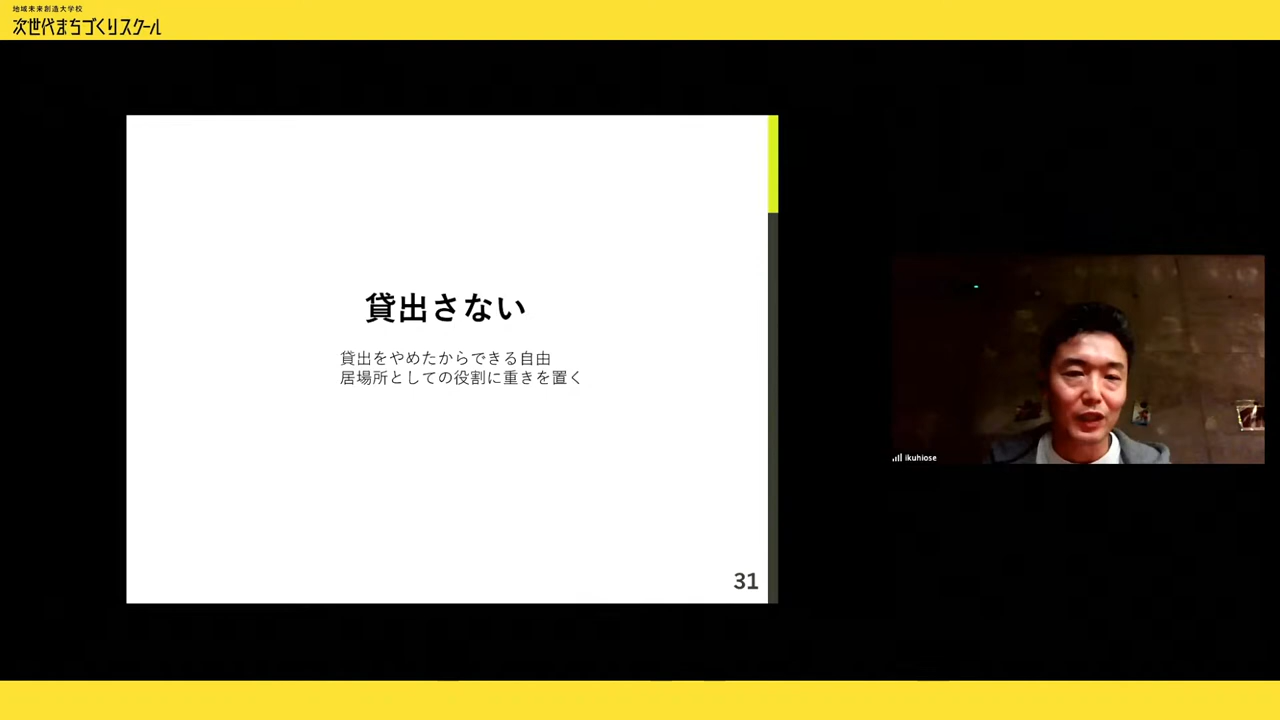 地域未来創造大学校
次世代まちづくりスクール
貸出さない
貸出をやめたからできる自由
居場所としての役割に重きを置く
31
ikuhiose